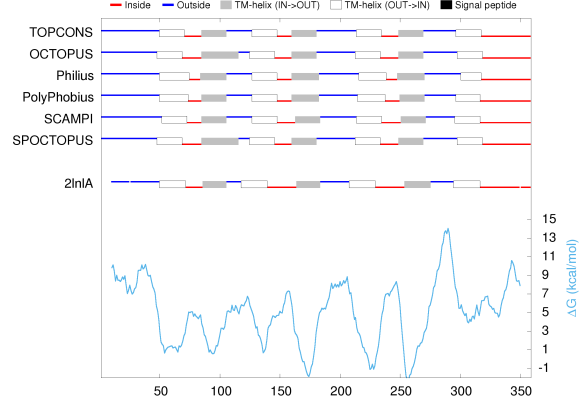 Inside Outside TM-helix (IN->OUT) TM-helix (OUT->IN) Signal peptide
TOPCONS
OCTOPUS
Philius
PolyPhobius
SCAMPI
SPOCTOPUS
2lnlA
15
13
11
9
7
5
3
1
-1
ΔG (kcal/mol)
50 100 150 200 250 300 350